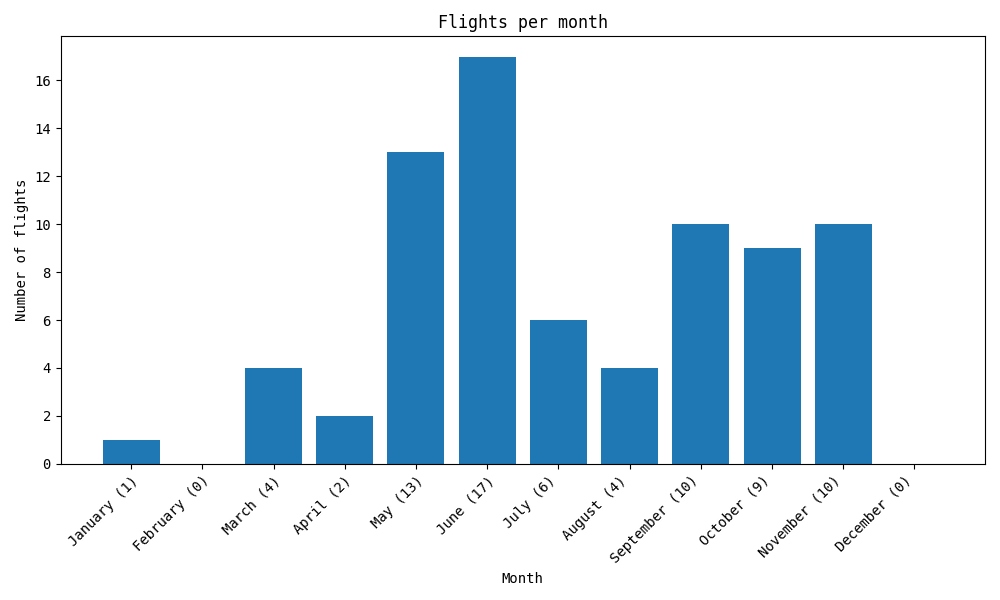 Flights per month
Number of flights
16
14
12
10
8
6
4
2
0
January (1)
February (0)
March (4)
April (2)
May (13)
June (17)
July (6)
August (4)
September (10)
October (9)
November (10)
December (0)
Month